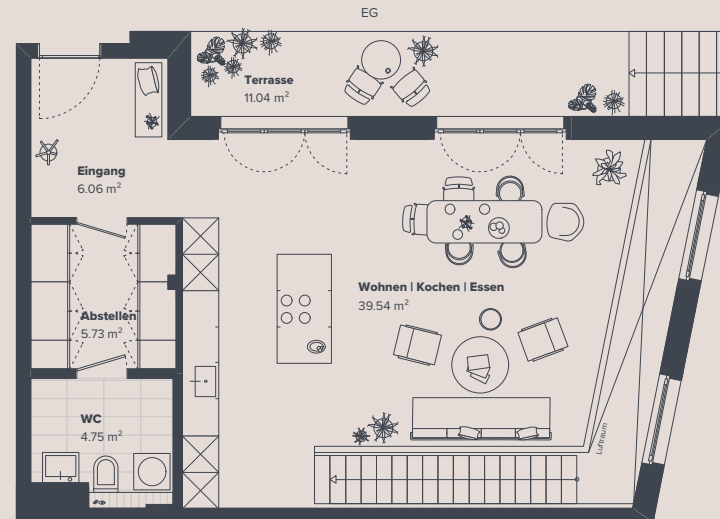 EG
Terrasse
11.04 m²
Eingang
6.06 m²
Wohnen | Kochen | Essen
39.54 m²
Abstellen
5.73 m²
WC
4.75 m²
Luftraum